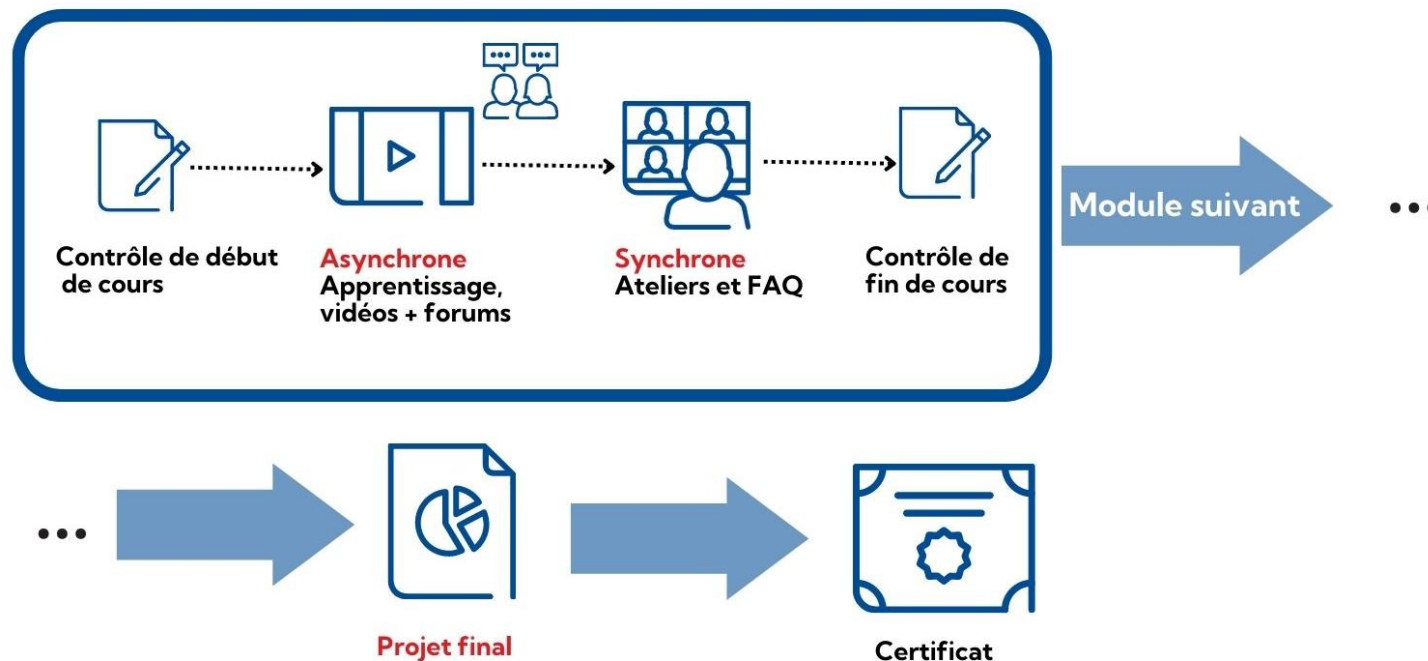 Contrôle de début
de cours
Asynchrone
Apprentissage,
vidéos + forums
Synchrone
Ateliers et FAQ
Contrôle de
fin de cours
Module suivant
...
...
Projet final
Certificat